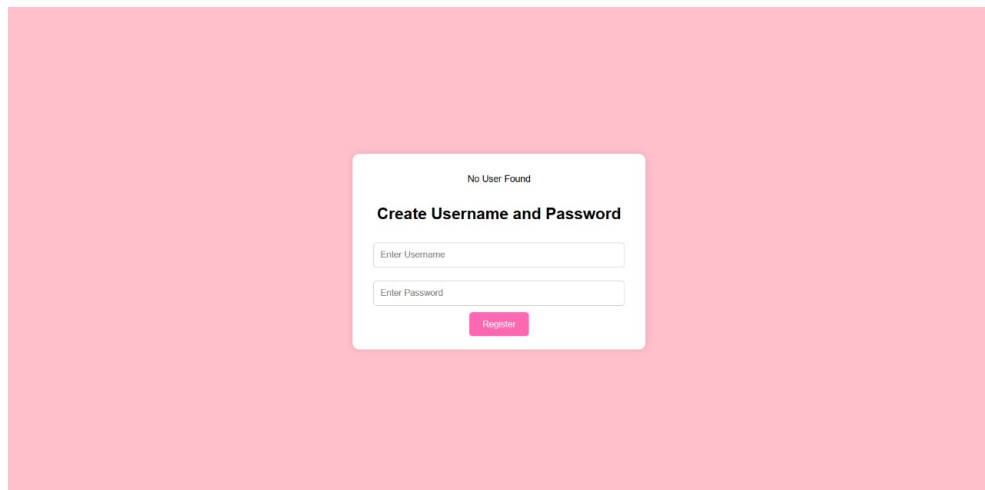 No User Found
Create Username and Password
Enter Username
Enter Password
Register